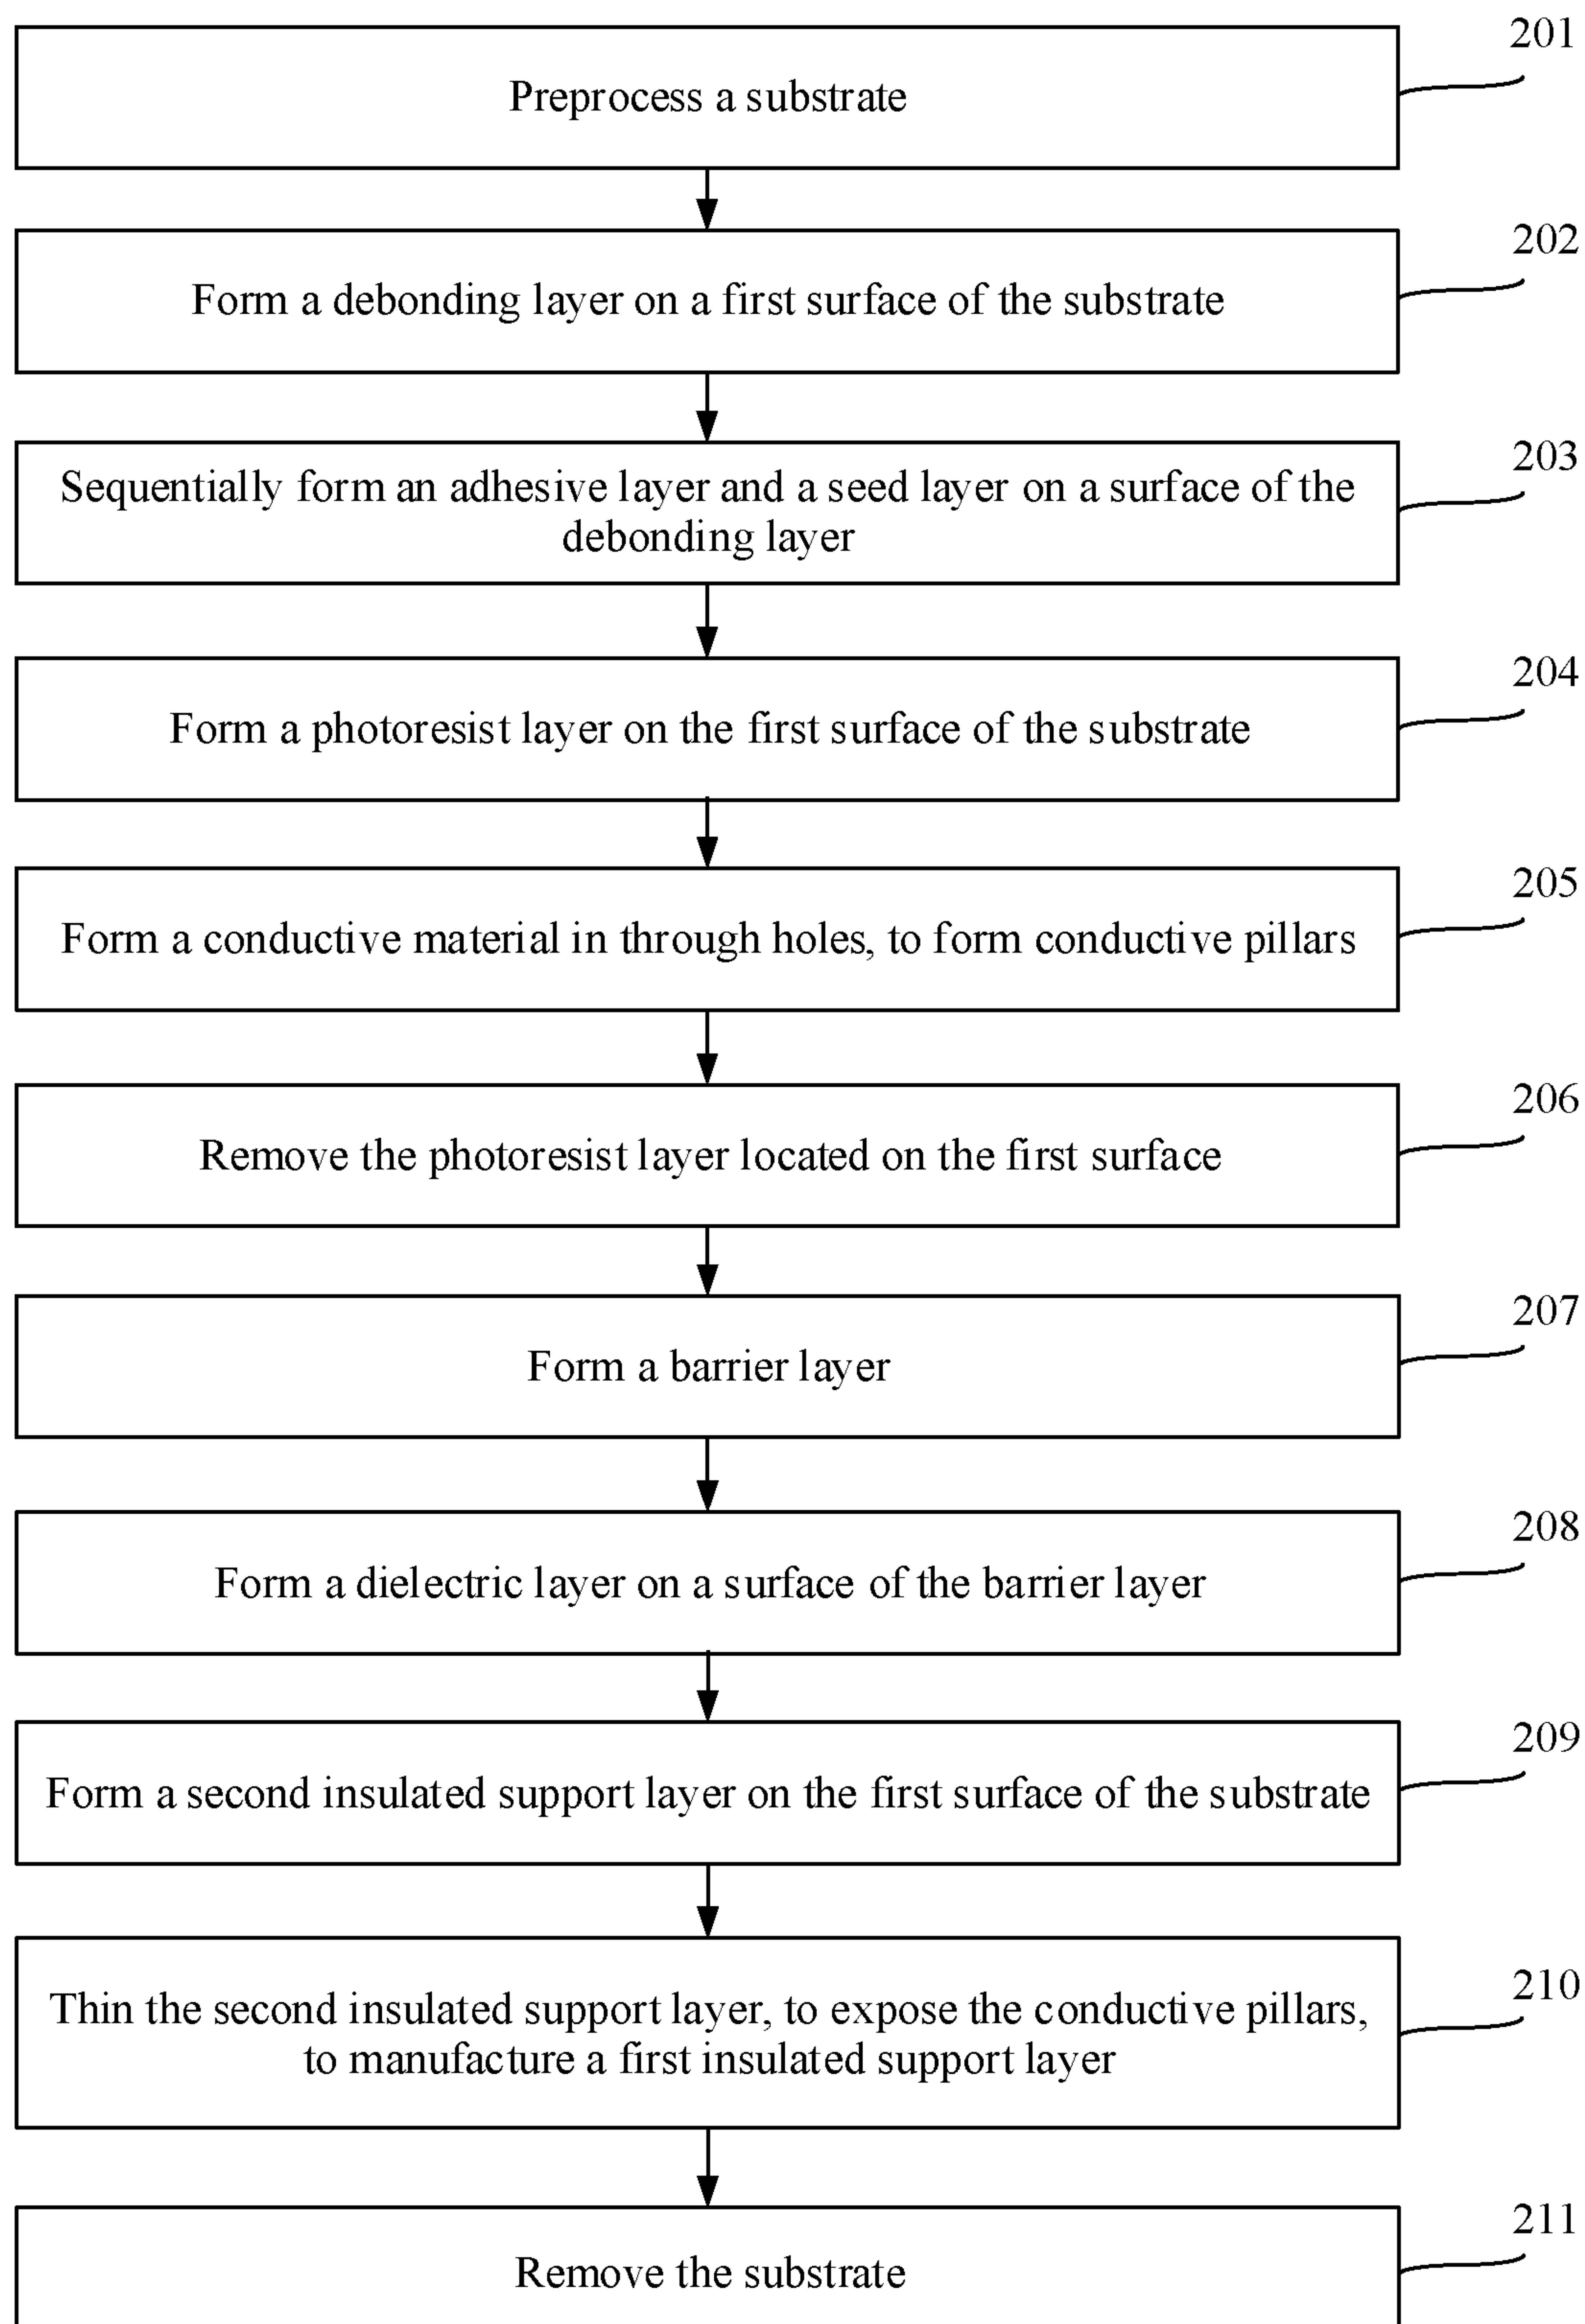 201
Preprocess a substrate
202
Form a debonding layer on a first surface of the substrate
203
Sequentially form an adhesive layer and a seed layer on a surface of the
debonding layer
204
Form a photoresist layer on the first surface of the substrate
205
Form a conductive material in through holes, to form conductive pillars
206
Remove the photoresist layer located on the first surface
207
Form a barrier layer
208
Form a dielectric layer on a surface of the barrier layer
209
Form a second insulated support layer on the first surface of the substrate
210
Thin the second insulated support layer, to expose the conductive pillars,
to manufacture a first insulated support layer
211
Remove the substrate